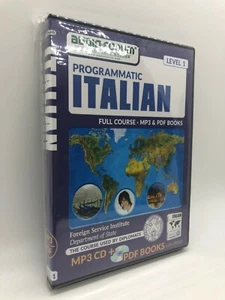 LEVEL 1
PROGRAMMATIC
ITALIAN
FULL COURSE - MP3 & PDF BOOKS
Foreign Service Institute
Department of State
THE COURSE USED BY DIPLOMATS
MP3 CD + PDF BOOKS
ITALIAN